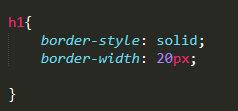 h1{
border-style: solid;
border-width: 20px;
}